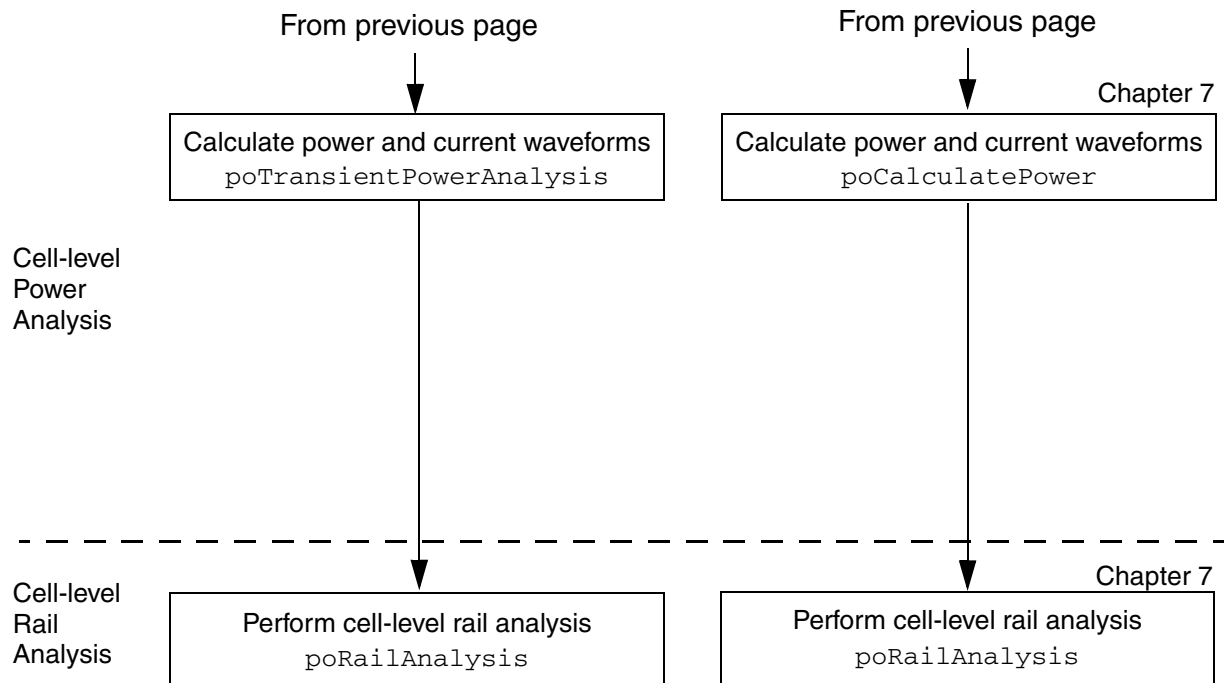 From previous page
From previous page
Chapter 7
Calculate power and current waveforms
poTransientPowerAnalysis
Calculate power and current waveforms
poCalculatePower
Cell-level
Power
Analysis
Chapter 7
Cell-level
Rail
Analysis
Perform cell-level rail analysis
poRailAnalysis
Perform cell-level rail analysis
poRailAnalysis